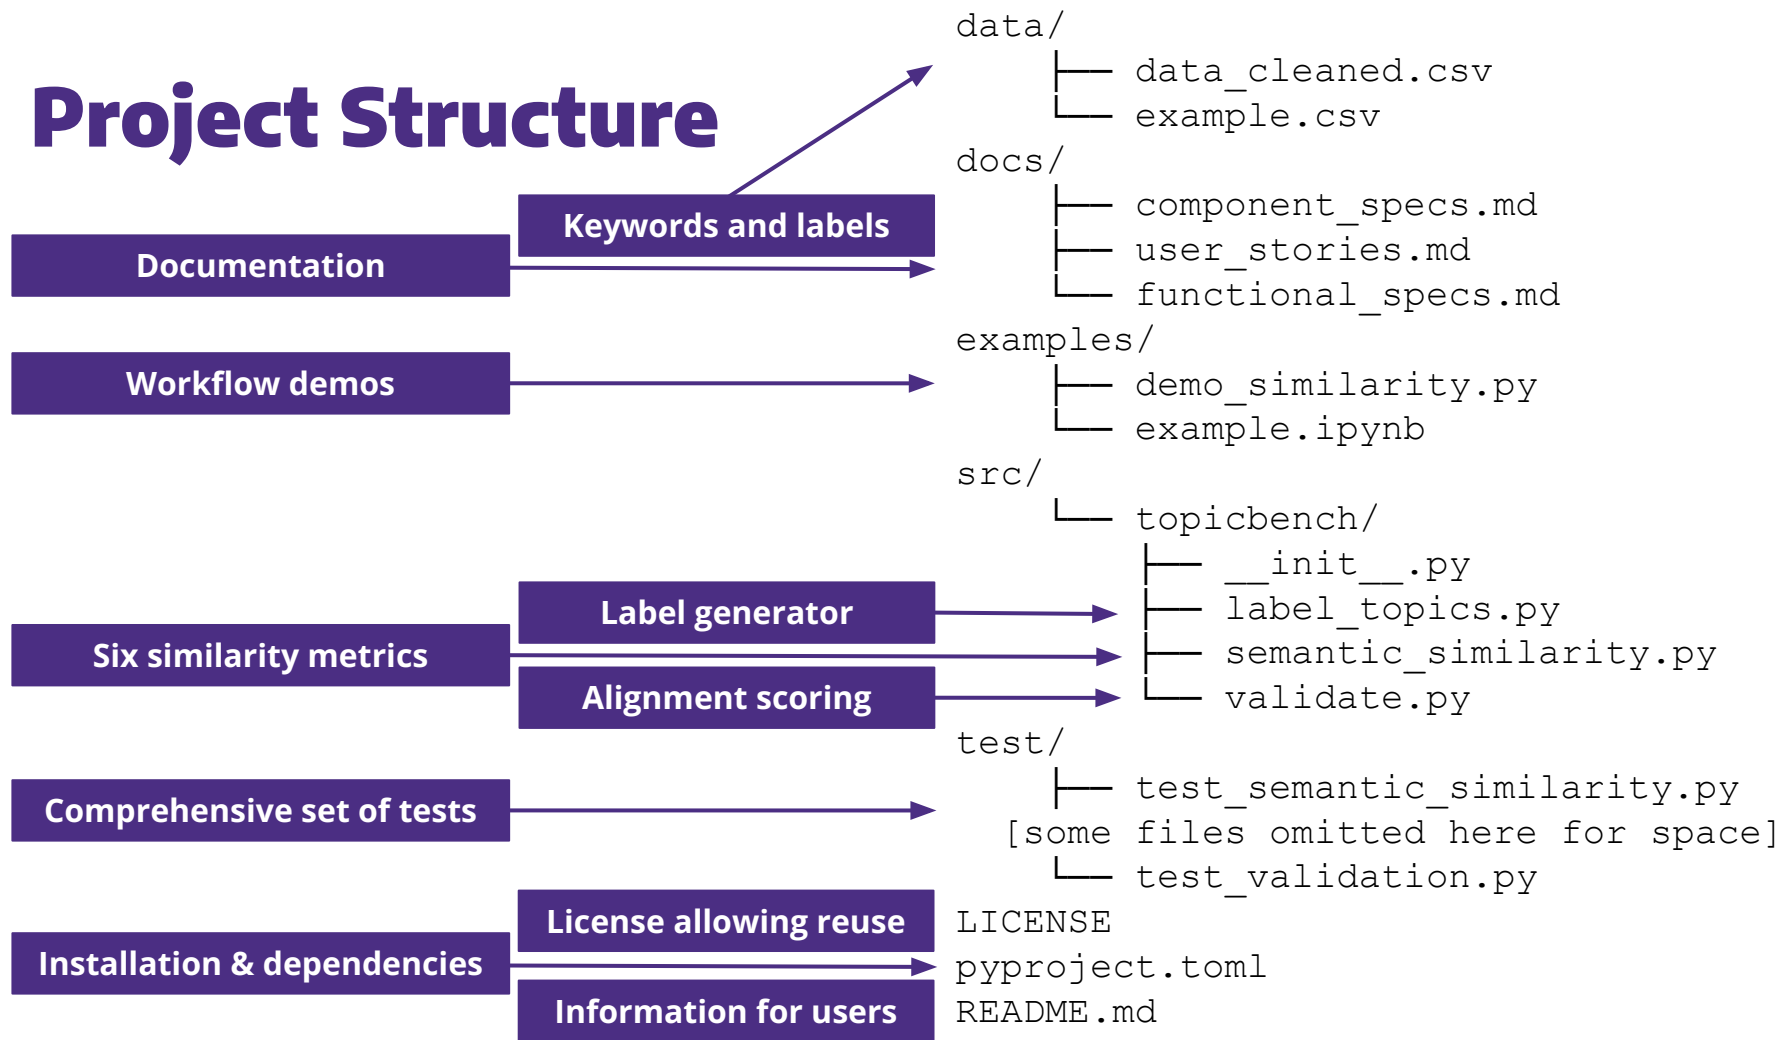 Project Structure
Keywords and labels
Documentation
Workflow demos
Label generator
Six similarity metrics
Alignment scoring
Comprehensive set of tests
License allowing reuse
Installation & dependencies
Information for users
data/
├── data_cleaned.csv
└── example.csv
docs/
├── component_specs.md
├── user_stories.md
└── functional_specs.md
examples/
├── demo_similarity.py
└── example.ipynb
src/
└── topicbench/
├── __init__.py
├── label_topics.py
├── semantic_similarity.py
└── validate.py
test/
├── test_semantic_similarity.py
[some files omitted here for space]
└── test_validation.py
LICENSE
pyproject.toml
README.md